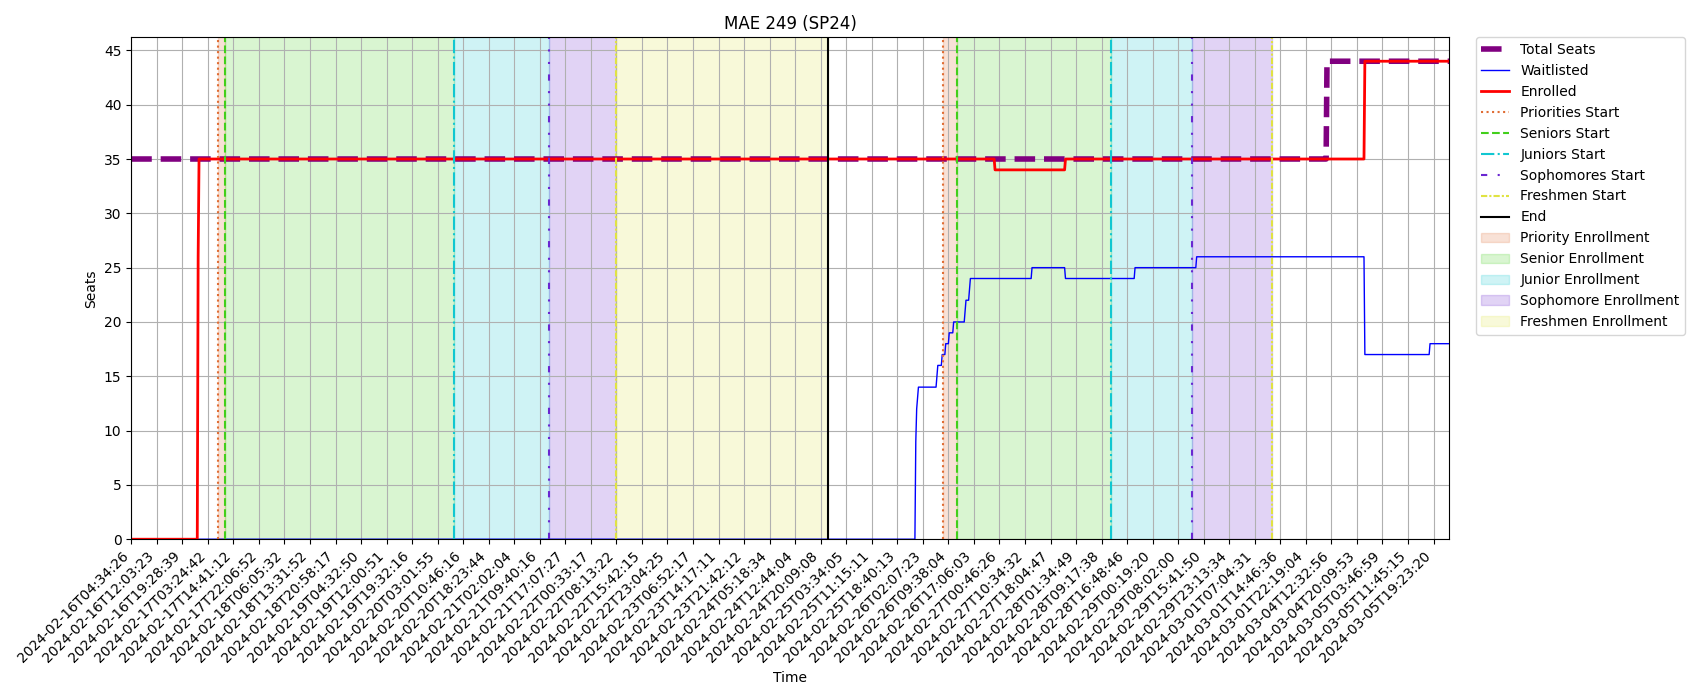 MAE 249 (SP24)
Seats
45
40
35
30
25
20
15
10
5
0
2024-02-16T04:34:26
2024-02-16T12:03:23
2024-02-16T19:28:39
2024-02-17T03:24:42
2024-02-17T14:41:12
2024-02-17T22:06:52
2024-02-18T06:05:32
2024-02-18T13:31:52
2024-02-18T20:58:17
2024-02-19T04:32:50
2024-02-19T12:00:51
2024-02-19T19:32:16
2024-02-20T03:01:55
2024-02-20T10:46:16
2024-02-20T18:23:44
2024-02-21T02:02:04
2024-02-21T09:40:16
2024-02-21T17:07:27
2024-02-22T00:33:17
2024-02-22T08:13:22
2024-02-22T15:42:15
2024-02-22T23:04:25
2024-02-23T06:52:17
2024-02-23T14:17:11
2024-02-23T21:42:12
2024-02-24T05:18:34
2024-02-24T12:44:04
2024-02-24T20:09:08
2024-02-25T03:34:05
2024-02-25T11:15:11
2024-02-25T18:40:13
2024-02-26T02:07:23
2024-02-26T09:38:04
2024-02-26T17:06:03
2024-02-27T00:46:26
2024-02-27T10:34:32
2024-02-27T18:04:47
2024-02-28T01:34:49
2024-02-28T09:17:38
2024-02-28T16:48:46
2024-02-29T00:19:20
2024-02-29T08:02:00
2024-02-29T15:41:50
2024-02-29T23:13:34
2024-03-01T07:04:31
2024-03-01T14:46:36
2024-03-01T22:19:04
2024-03-04T12:32:56
2024-03-04T20:09:53
2024-03-05T03:46:59
2024-03-05T11:45:15
2024-03-05T19:23:20
Time
Total Seats
Waitlisted
Enrolled
Priorities Start
Seniors Start
Juniors Start
Sophomores Start
Freshmen Start
End
Priority Enrollment
Senior Enrollment
Junior Enrollment
Sophomore Enrollment
Freshmen Enrollment